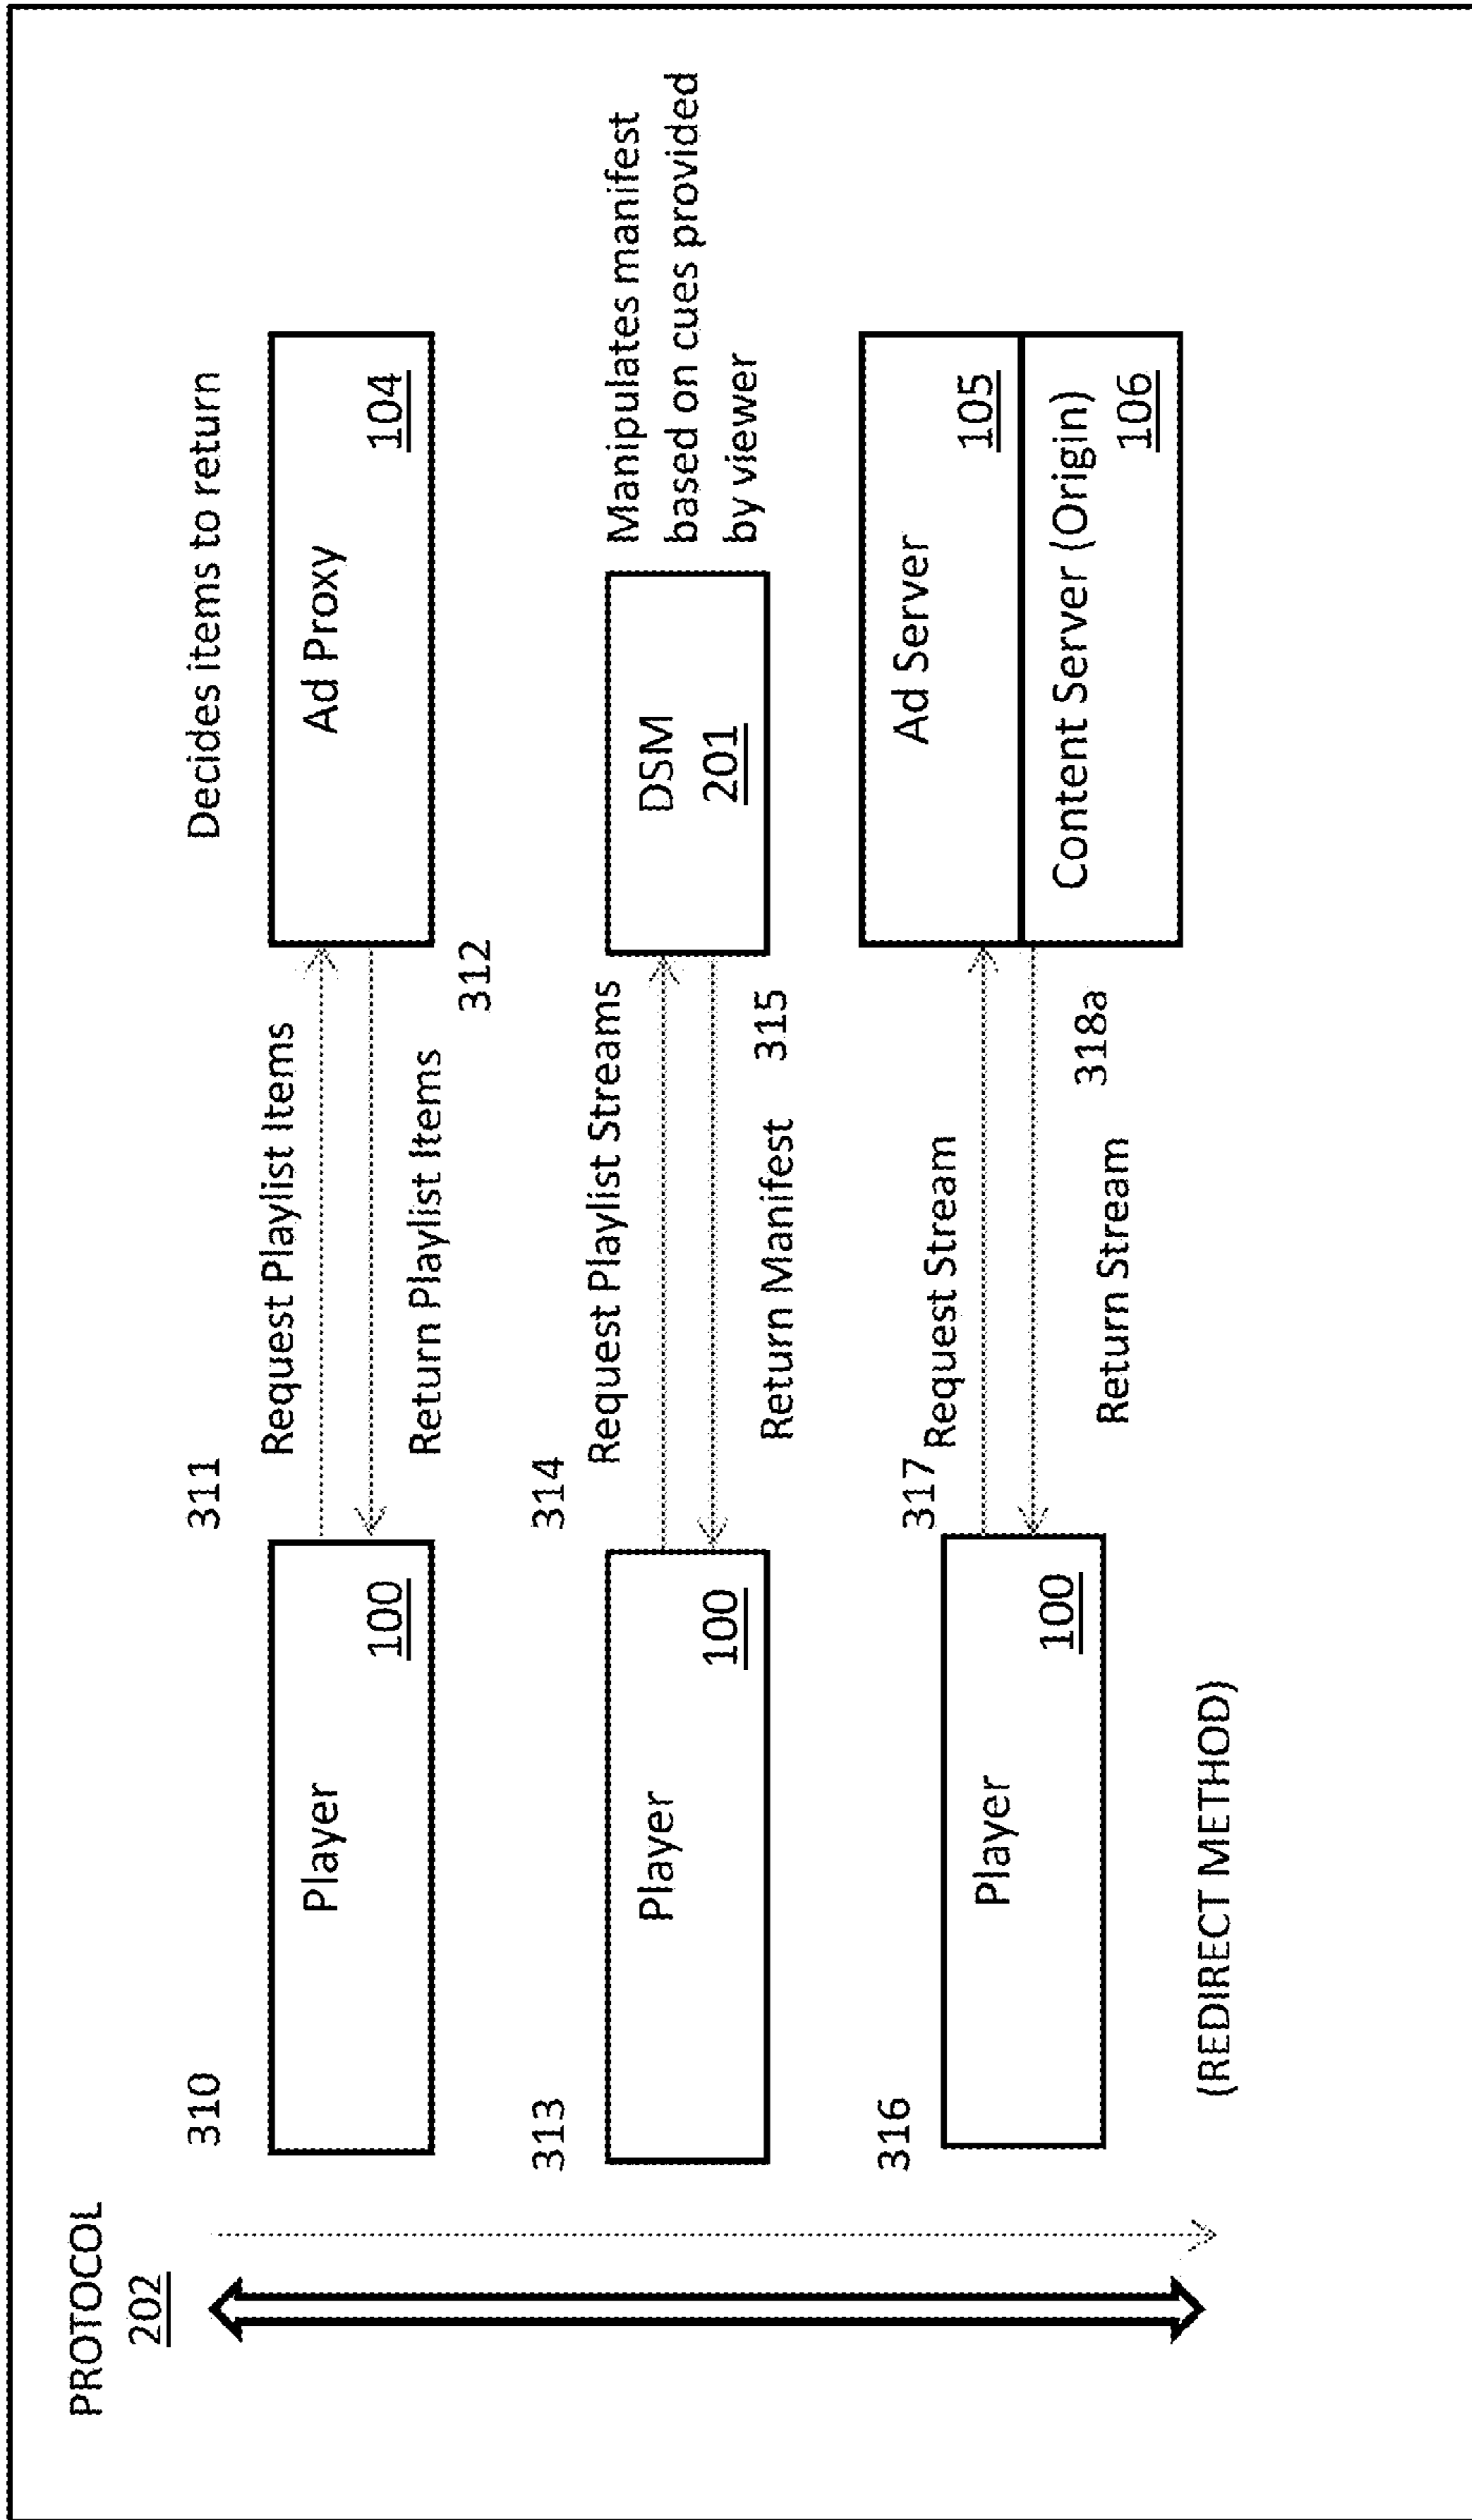 PROTOCOL
202
310
311
Decides items to return
Player
100
Request Playlist Items
Return Playlist Items
312
Ad Proxy
104
313
314
Player
100
Request Playlist Streams
Return Manifest
315
DSM
201
Manipulates manifest
based on cues provided
by viewer
316
317
Player
100
Request Stream
Return Stream
318a
Ad Server
105
Content Server (Origin)
106
(REDIRECT METHOD)